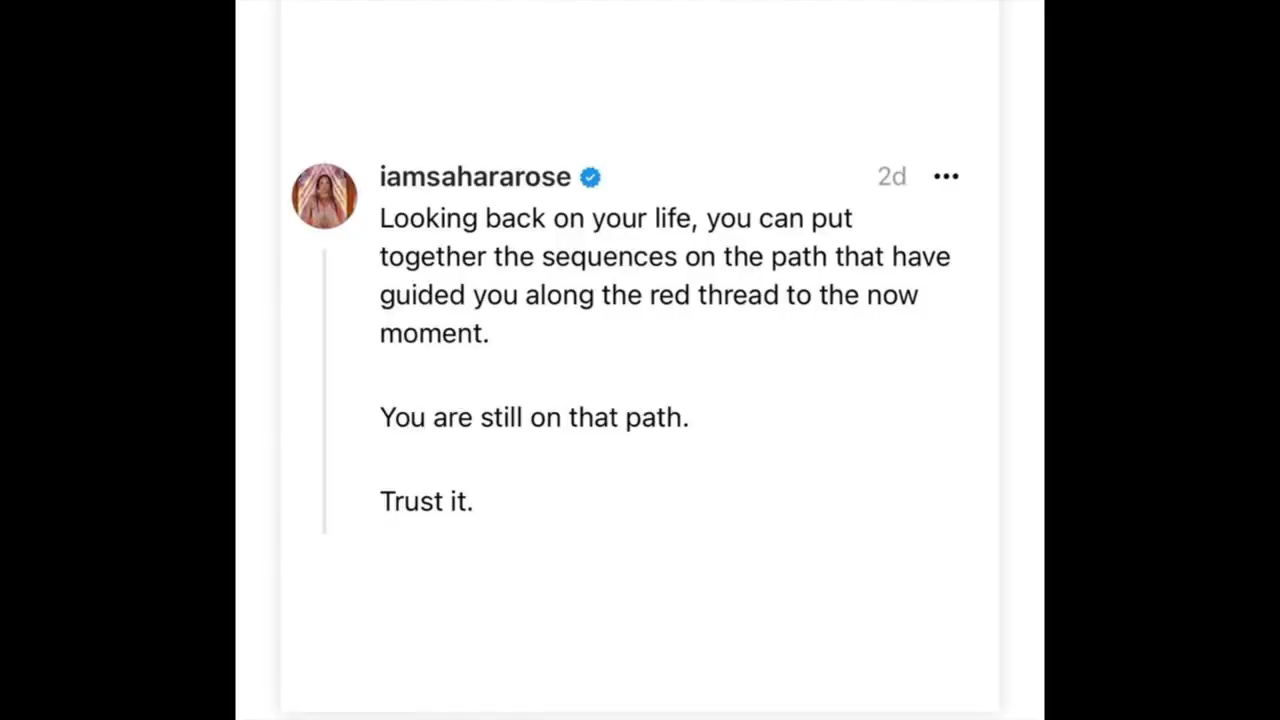 iamsahararose 2d
Looking back on your life, you can put
together the sequences on the path that have
guided you along the red thread to the now
moment.
You are still on that path.
Trust it.